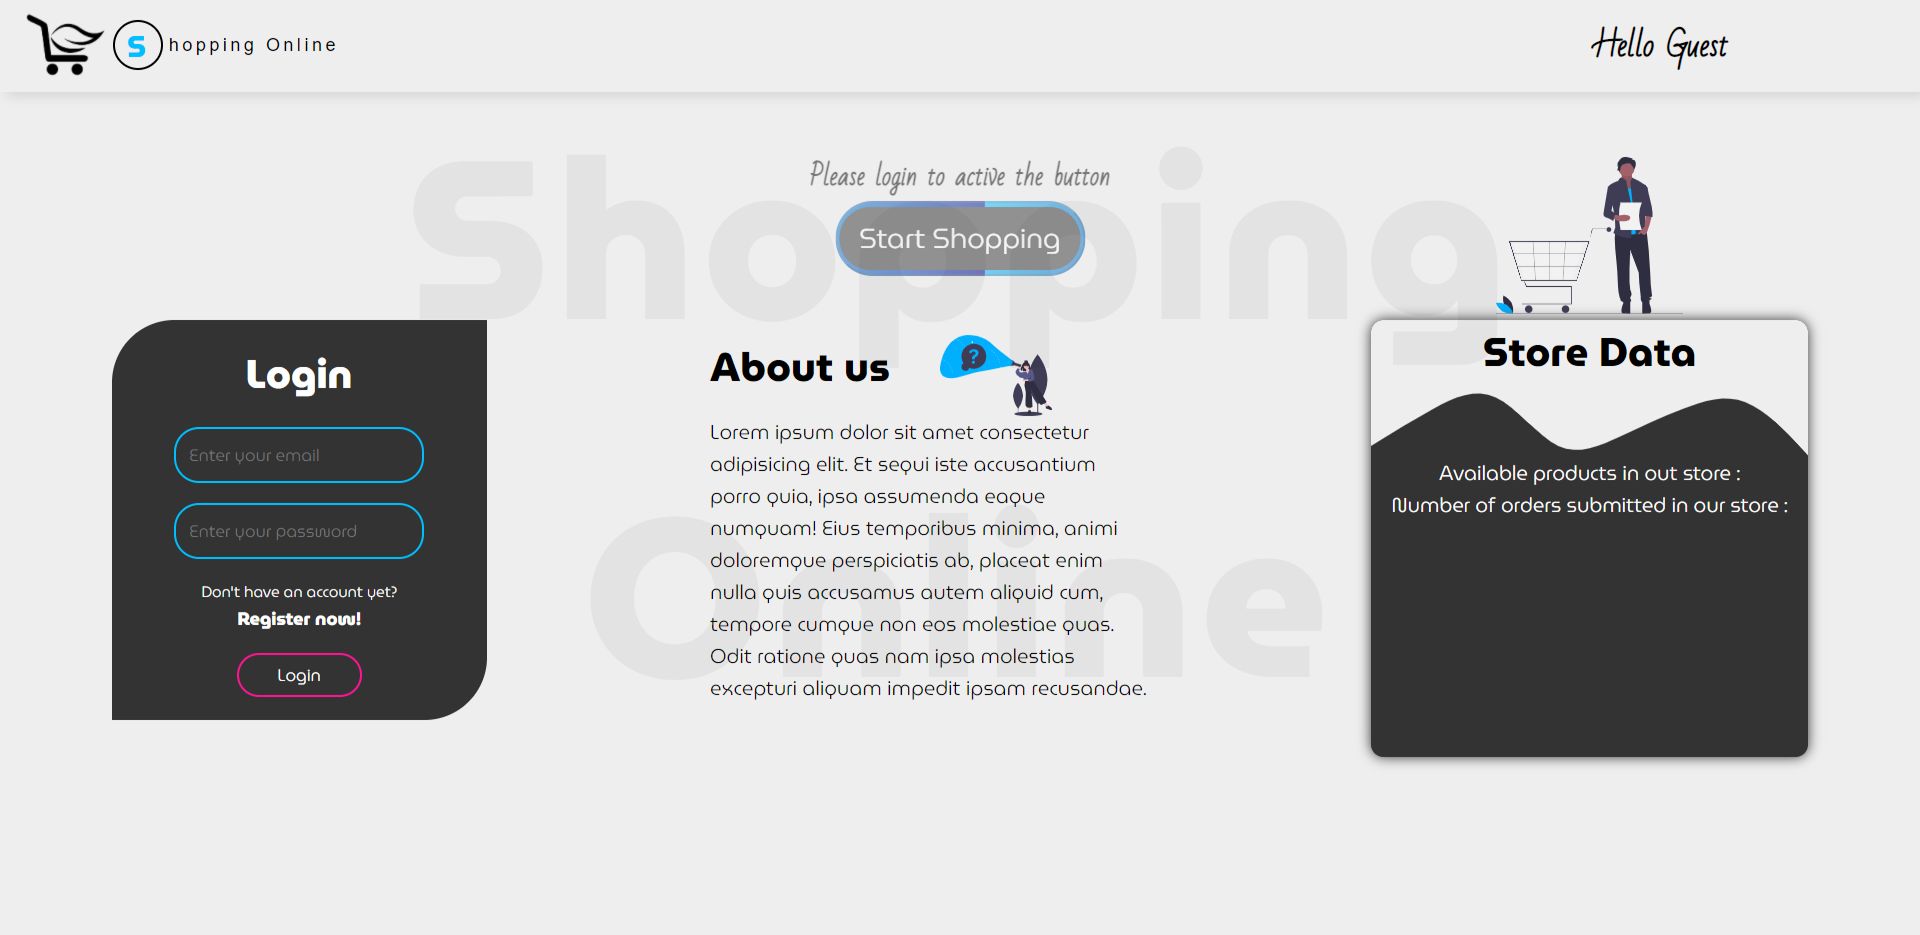 Shopping Online
Hello Guest
Shopping
Online
Please login to active the button
Start Shopping
Login
Enter your email
Enter your password
Don't have an account yet?
Register now!
Login
About us
?
Lorem ipsum dolor sit amet consectetur
adipisicing elit. Et sequi iste accusantium
porro quia, ipsa assumenda eaque
numquam! Eius temporibus minima, animi
doloremque perspiciatis ab, placeat enim
nulla quis accusamus autem aliquid cum,
tempore cumque non eos molestiae quas.
Odit ratione quas nam ipsa molestias
excepturi aliquam impedit ipsam recusandae.
Store Data
Available products in out store :
Number of orders submitted in our store :